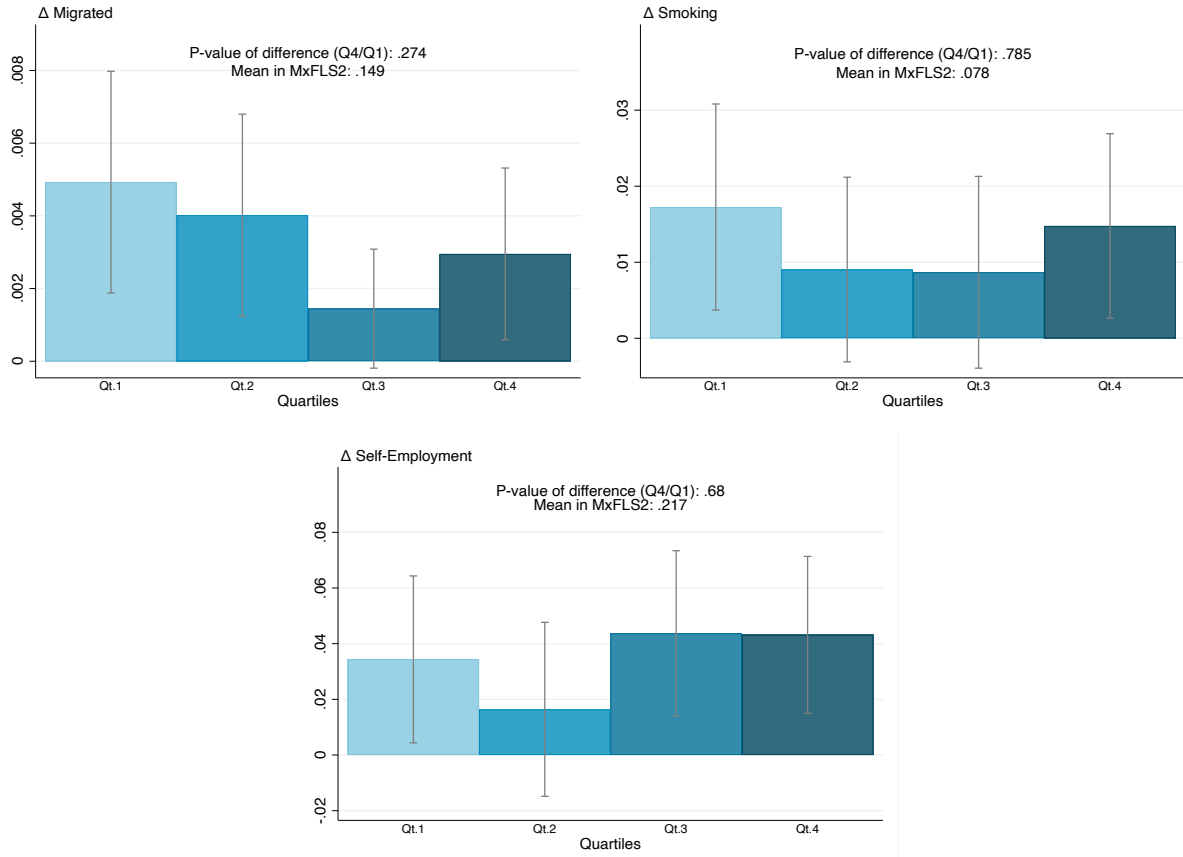 Δ Migrated
P-value of difference (Q4/Q1): .274
Mean in MxFLS2: .149
.008
.006
.004
.002
0
Qt.1 Qt.2 Qt.3 Qt.4
Quartiles
Δ Smoking
P-value of difference (Q4/Q1): .785
Mean in MxFLS2: .078
.03
.02
.01
0
Qt.1 Qt.2 Qt.3 Qt.4
Quartiles
Δ Self-Employment
P-value of difference (Q4/Q1): .68
Mean in MxFLS2: .217
.08
.06
.04
.02
0
-.02
Qt.1 Qt.2 Qt.3 Qt.4
Quartiles